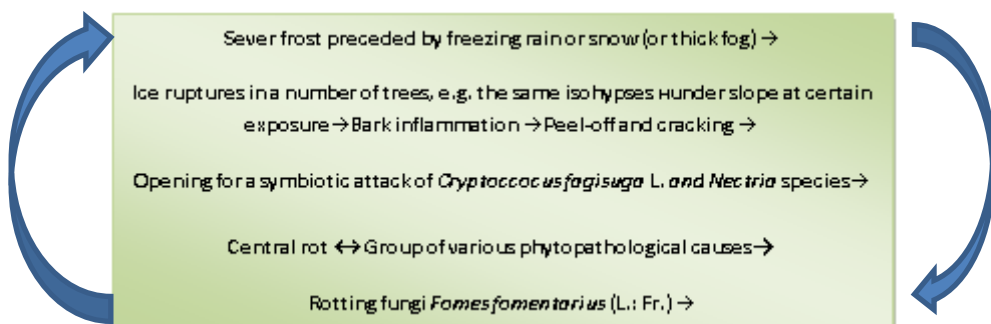 Sever frost preceded by freezing rain or snow (or thick fog) →
Ice ruptures in a number of trees, e.g. the same isohypses нunder slope at certain
exposure→Bark inflammation →Peel-off and cracking →
Opening for a symbiotic attack of Cryptoccocus fagisuga L. and Nectria species→
Central rot ↔Group of various phytopathological causes→
Rotting fungi Fomes fomentarius (L.: Fr.) →